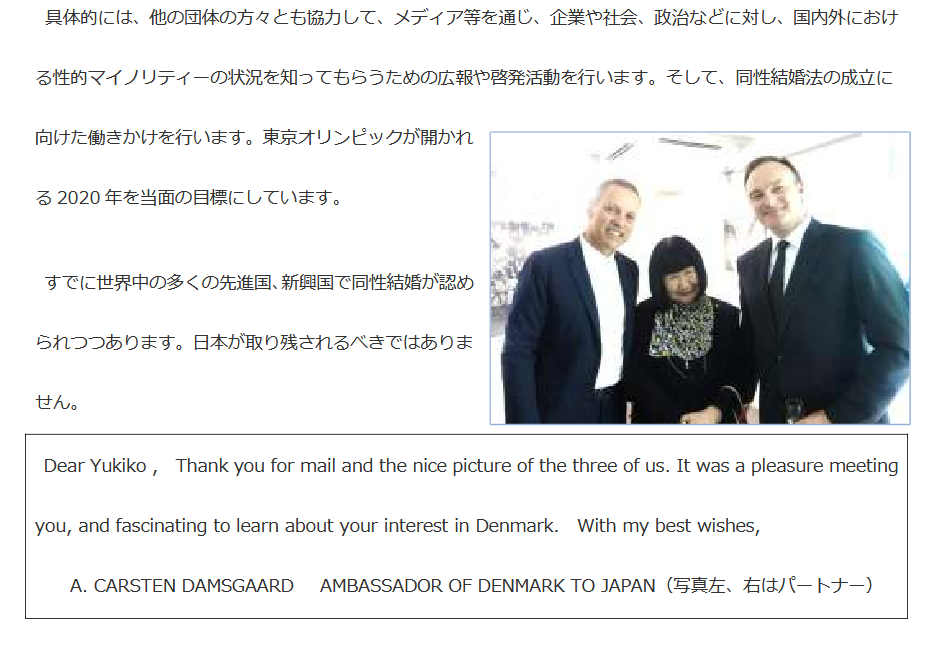 具体的には、他の団体の方々とも協力して、メディア等を通じ、企業や社会、政治などに対し、国内外におけ
る性的マイノリティーの状況を知ってもらうための広報や啓発活動を行います。そして、同性結婚法の成立に
向けた働きかけを行います。東京オリンピックが開かれ
る 2020 年を当面の目標にしています。
すでに世界中の多くの先進国､新興国で同性結婚が認め
られつつあります。日本が取り残されるべきではありま
せん。
Dear Yukiko , Thank you for mail and the nice picture of the three of us. It was a pleasure meeting
you, and fascinating to learn about your interest in Denmark. With my best wishes,
A. CARSTEN DAMSGAARD AMBASSADOR OF DENMARK TO JAPAN（写真左、右はパートナー）